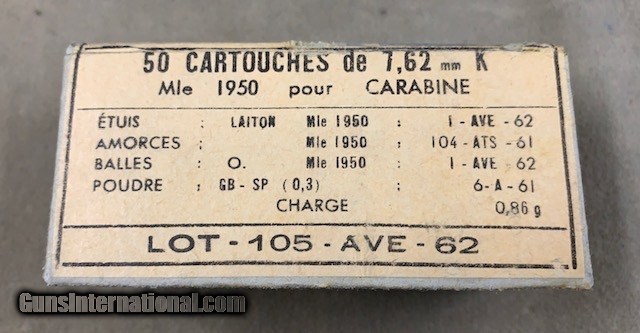 50 CARTOUCHES de 7,62 mm K
Mle 1950 pour CARABINE
ÉTUIS : LAITON Mle 1950 : 1 - AVE - 62
AMORCES : Mle 1950 : 104 - ATS - 61
BALLES : O. Mle 1950 : 1 - AVE - 62
POUDRE : GB - SP (0,3) : 6 - A - 61
CHARGE 0,86 g
LOT - 105 - AVE - 62
GunsInternational.com